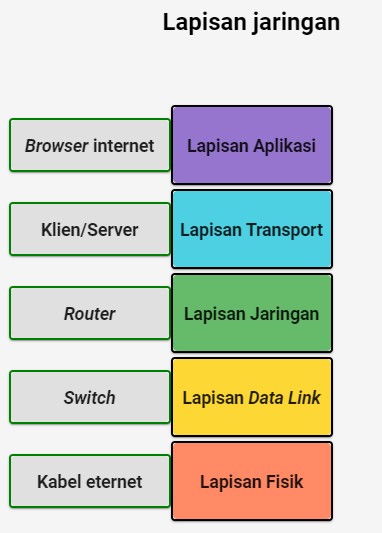 Lapisan jaringan
Browser internet
Lapisan Aplikasi
Klien/Server
Lapisan Transport
Router
Lapisan Jaringan
Switch
Lapisan Data Link
Kabel eternet
Lapisan Fisik